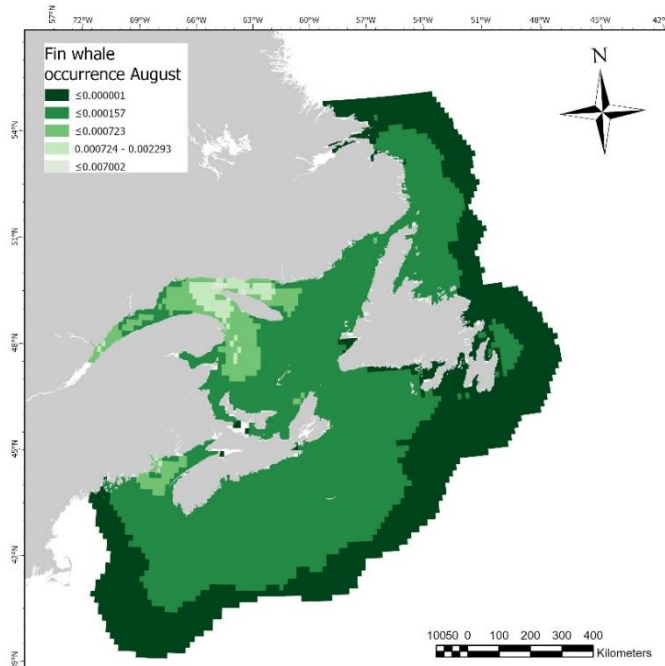 72°W
69°W
66°W
63°W
60°W
57°W
54°W
51°W
48°W
45°W
42°
57°N
54°N
51°N
48°N
45°N
42°N
9°N
Fin whale
occurrence August
≤0.000001
≤0.000157
≤0.000723
0.000724 - 0.002293
≤0.007002
N
10050 0 100 200 300 400
Kilometers